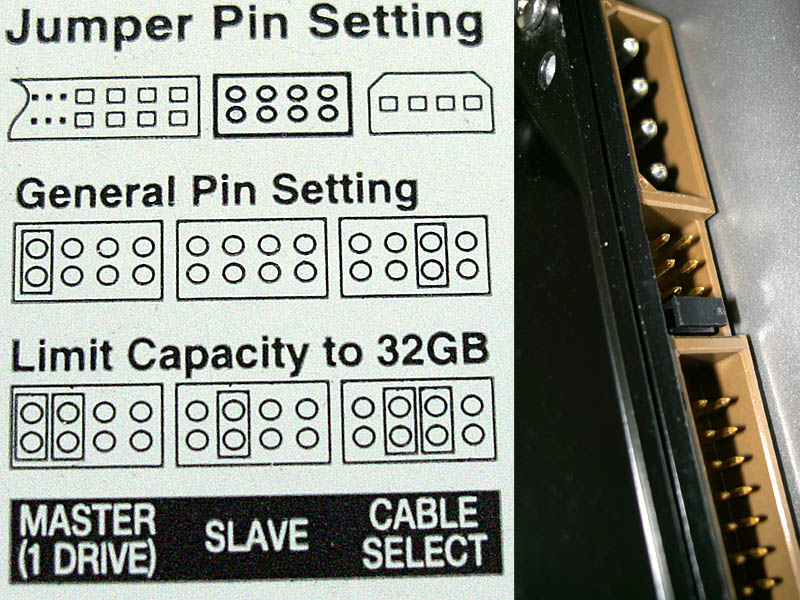 Jumper Pin Setting
General Pin Setting
Limit Capacity to 32GB
MASTER
(1 DRIVE)
SLAVE
CABLE
SELECT